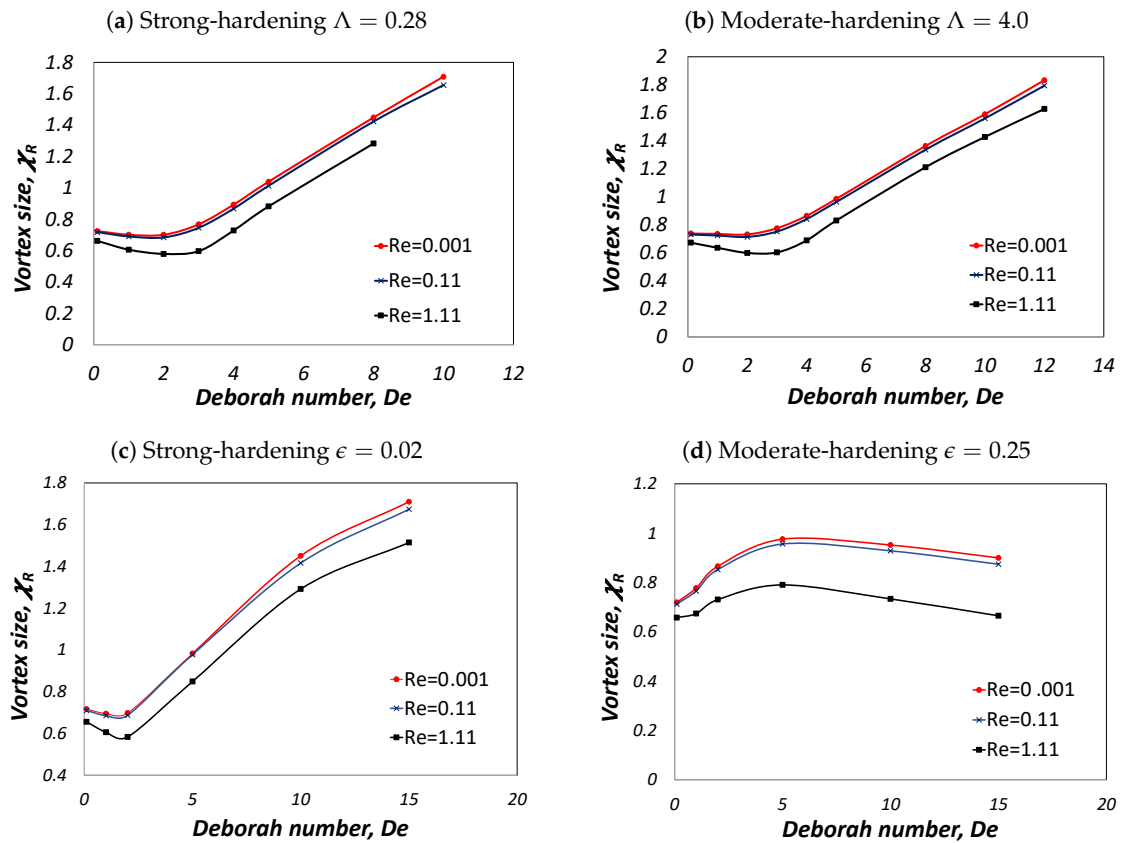 (a) Strong-hardening Λ = 0.28
1.8
1.6
1.4
1.2
1
0.8
0.6
0.4
0.2
0
Vortex size, χR
0 2 4 6 8 10 12
Deborah number, De
Re=0.001
Re=0.11
Re=1.11
(b) Moderate-hardening Λ = 4.0
2
1.8
1.6
1.4
1.2
1
0.8
0.6
0.4
0.2
0
Vortex size, χR
0 2 4 6 8 10 12 14
Deborah number, De
Re=0.001
Re=0.11
Re=1.11
(c) Strong-hardening ϵ = 0.02
1.8
1.6
1.4
1.2
1
0.8
0.6
0.4
Vortex size, χR
0 5 10 15 20
Deborah number, De
Re=0.001
Re=0.11
Re=1.11
(d) Moderate-hardening ϵ = 0.25
1.2
1
0.8
0.6
0.4
0.2
0
Vortex size, χR
0 5 10 15 20
Deborah number, De
Re=0 .001
Re=0.11
Re=1.11